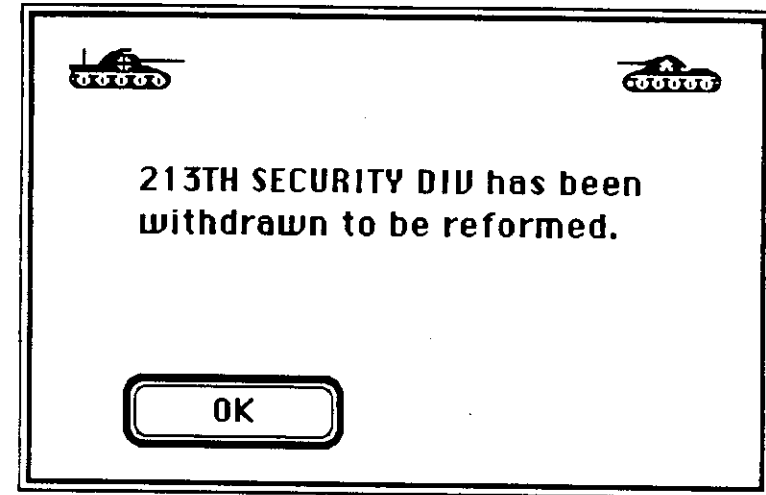 213TH SECURITY DIV has been
withdrawn to be reformed.
OK